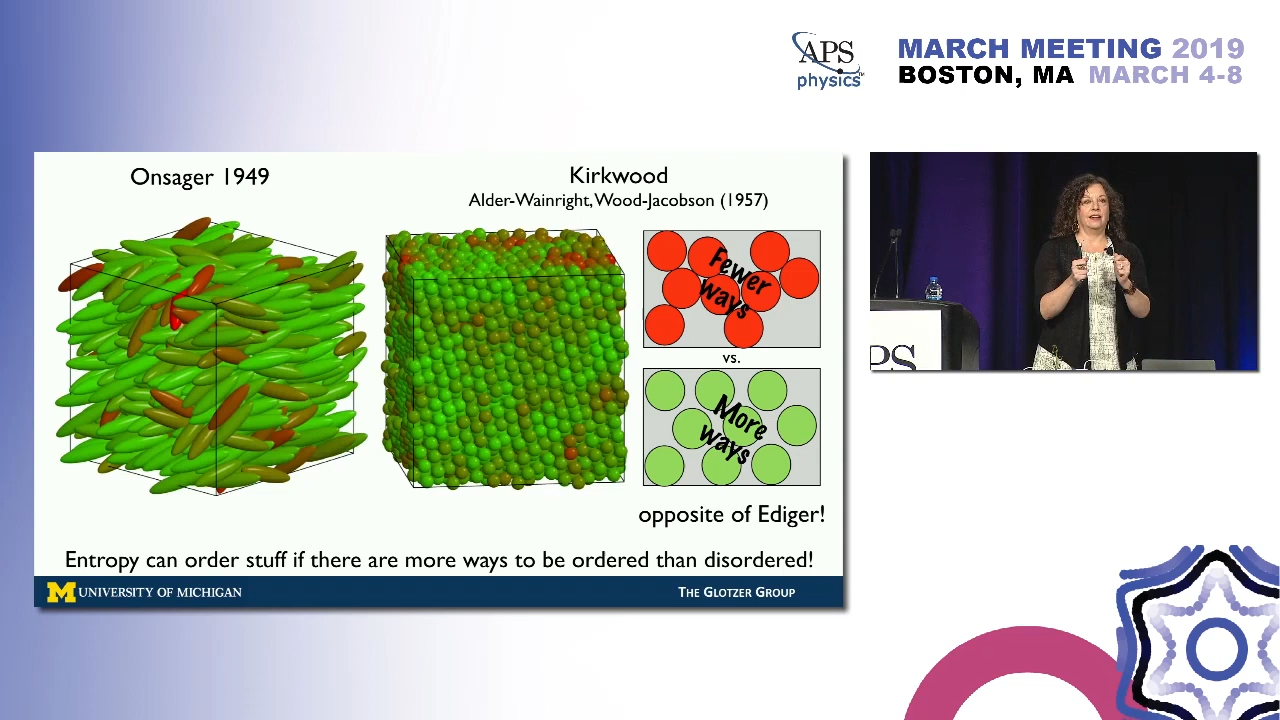 APS
physics
MARCH MEETING 2019
BOSTON, MA MARCH 4-8
Onsager 1949
Kirkwood
Alder-Wainright, Wood-Jacobson (1957)
Fewer
ways
vs.
More
ways
opposite of Ediger!
Entropy can order stuff if there are more ways to be ordered than disordered!
M UNIVERSITY OF MICHIGAN
THE GLOTZER GROUP
PS